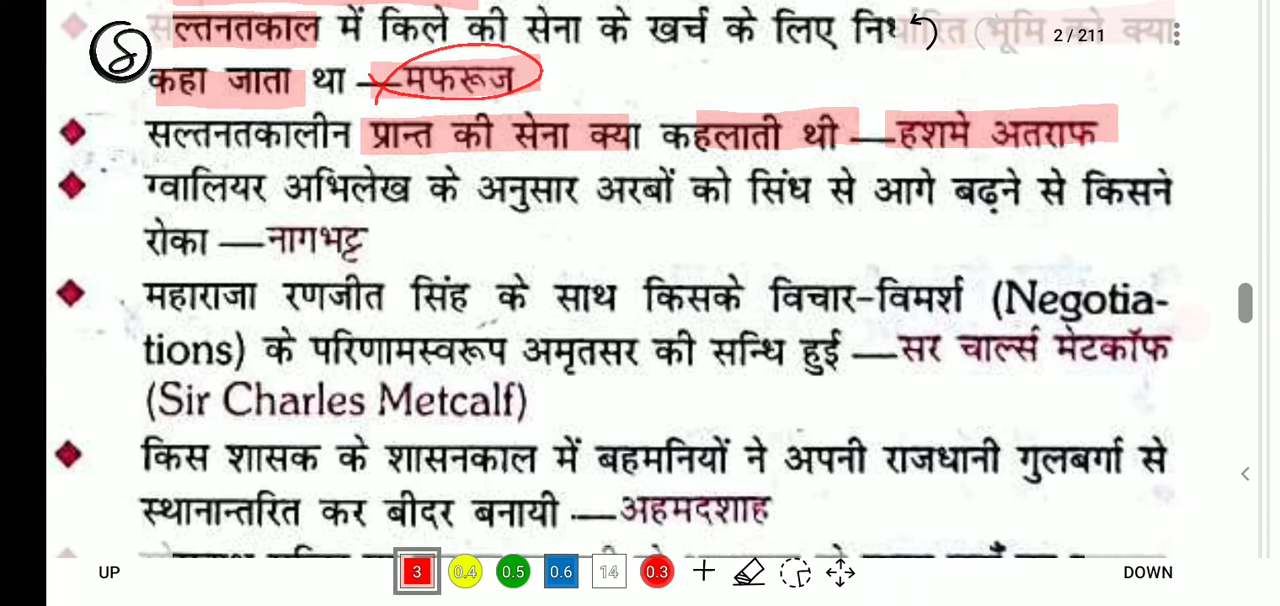 सल्तनतकाल में किले की सेना के खर्च के लिए निर्धारित (भूमि को क्या 2 / 211
8
कहा जाता था —मफरूज
सल्तनतकालीन प्रान्त की सेना क्या कहलाती थी —हशमे अतराफ
ग्वालियर अभिलेख के अनुसार अरबों को सिंध से आगे बढ़ने से किसने
रोका —नागभट्ट
महाराजा रणजीत सिंह के साथ किसके विचार-विमर्श (Negotia-
tions) के परिणामस्वरूप अमृतसर की सन्धि हुई —सर चार्ल्स मेटकॉफ
(Sir Charles Metcalf)
किस शासक के शासनकाल में बहमनियों ने अपनी राजधानी गुलबर्गा से
स्थानान्तरित कर बीदर बनायी —अहमदशाह
UP 3 0.4 0.5 0.6 14 0.3 DOWN